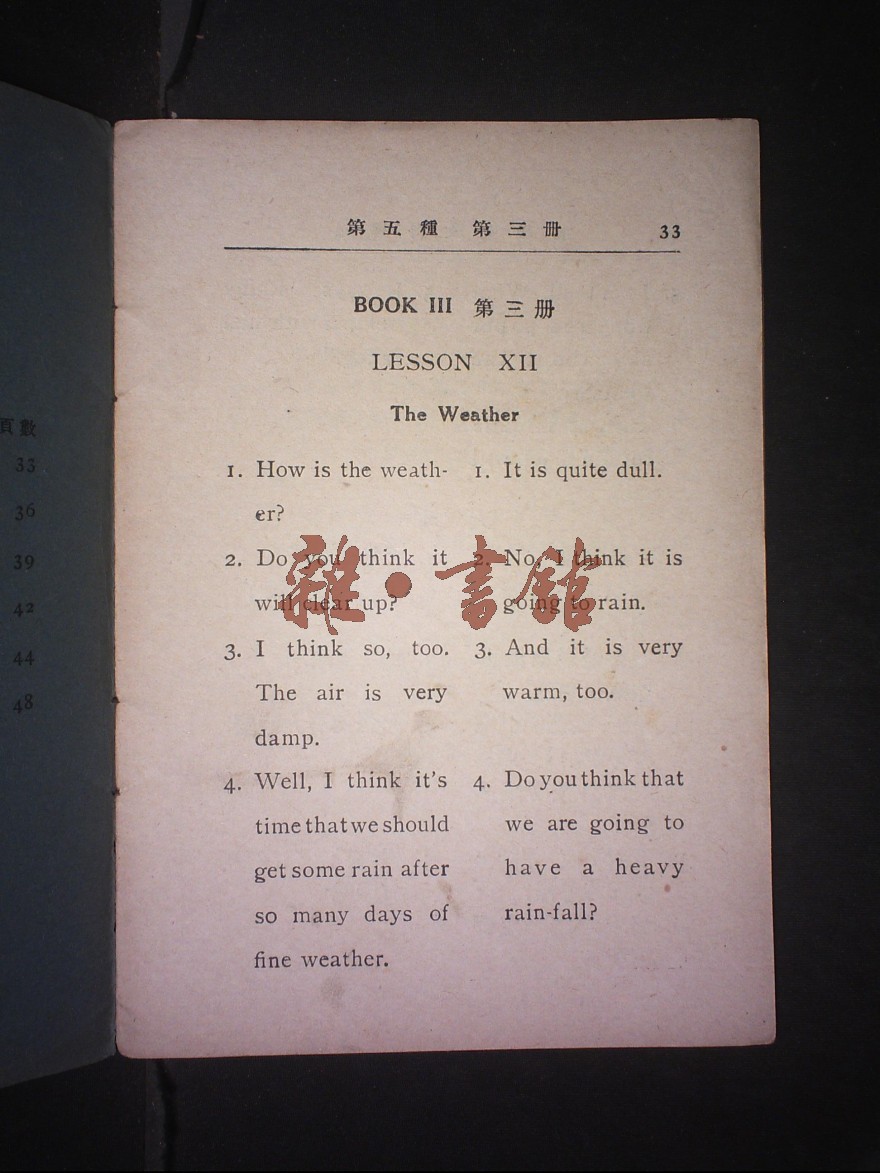 頁數
33
36
39
42
44
48
第五種 第三冊 33
BOOK III 第三册
LESSON XII
The Weather
1. How is the weath-
er?
2. Do you think it
will clear up?
3. I think so, too.
The air is very
damp.
4. Well, I think it's
time that we should
get some rain after
so many days of
fine weather.
1. It is quite dull.
2. No, I think it is
going to rain.
3. And it is very
warm, too.
4. Do you think that
we are going to
have a heavy
rain-fall?
雜·書館